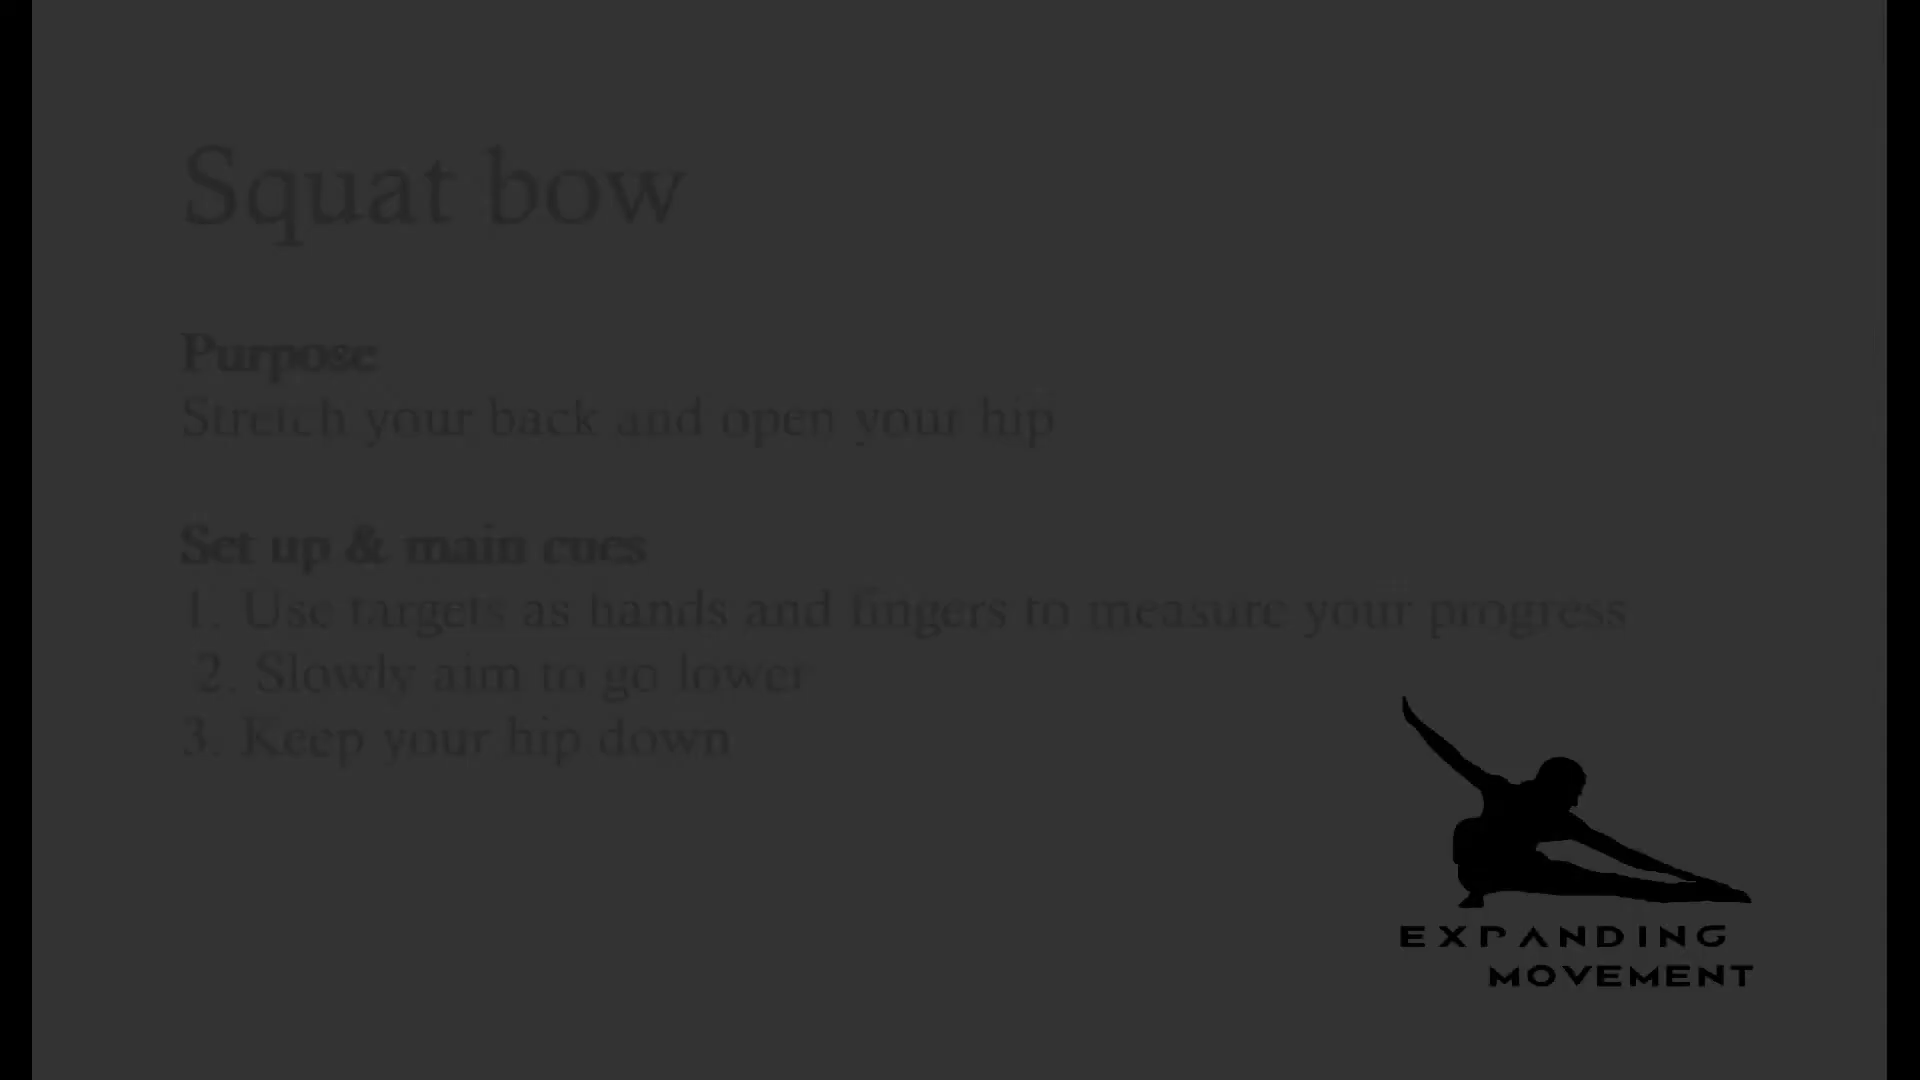 Squat bow
Purpose
Stretch your back and open your hip
Set up & main cues
1. Use targets as hands and fingers to measure your progress
2. Slowly aim to go lower
3. Keep your hip down
EXPANDING
MOVEMENT